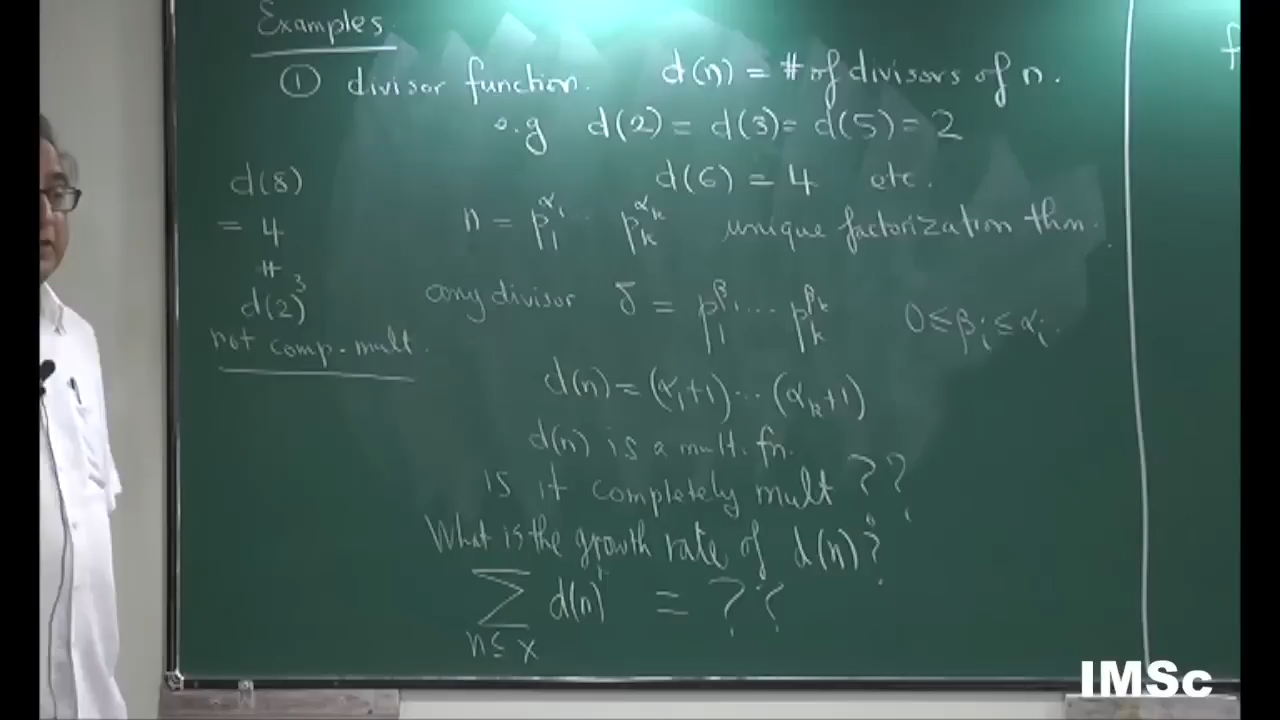 Examples
① divisor function. d(n) = # of divisors of n.
e.g d(2) = d(3) = d(5) = 2
d(6) = 4 etc.
n = p₁^α₁ ... pₖ^αₖ unique factorization thm.
any divisor δ = p₁^β₁ ... pₖ^βₖ 0 ≤ βᵢ ≤ αᵢ.
d(n) = (α₁+1) ... (αₖ+1)
d(n) is a mult. fn.
is it completely mult ??
What is the growth rate of d(n)?
∑_{n≤x} d(n) = ??
d(8)
= 4
≠
d(2)³
not comp. mult.
f
IMSc